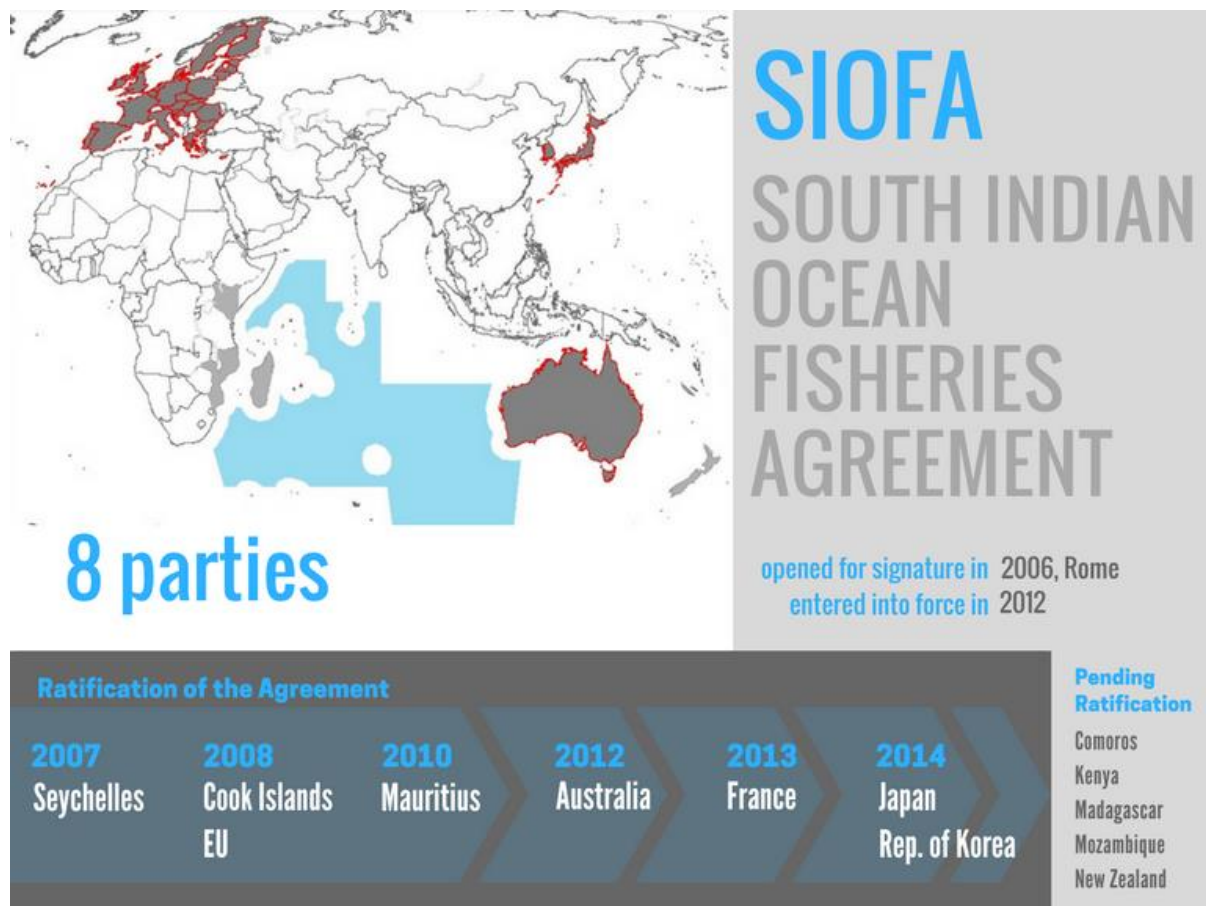 SIOFA
SOUTH INDIAN
OCEAN
FISHERIES
AGREEMENT
8 parties
opened for signature in 2006, Rome
entered into force in 2012
Ratification of the Agreement
2007
Seychelles
2008
Cook Islands
EU
2010
Mauritius
2012
Australia
2013
France
2014
Japan
Rep. of Korea
Pending
Ratification
Comoros
Kenya
Madagascar
Mozambique
New Zealand